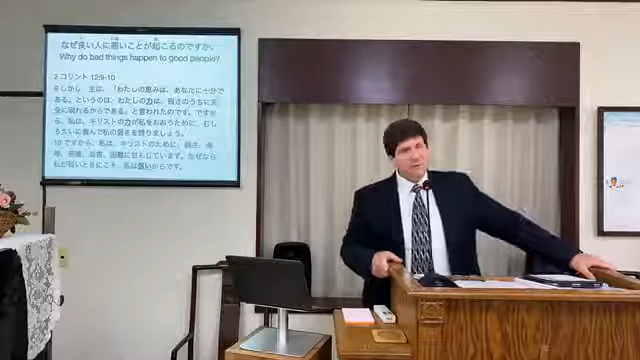 なぜ良い人に悪いことが起こるのですか。
Why do bad things happen to good people?
2 コリント 12:9-10
9 しかし 主は、「わたしの恵みは、あなたに十分で
ある。というのは、わたしの力は、弱さのうちに完
全に現れるからである」と言われたのです。ですか
ら、私は、キリストの力が私をおおうために、むし
ろ大いに喜んで私の弱さを誇りましょう。
10 ですから、私は、キリストのために、弱さ、侮
辱、苦痛、迫害、困難に甘んじています。なぜなら
私が弱いときにこそ、私は強いからです。